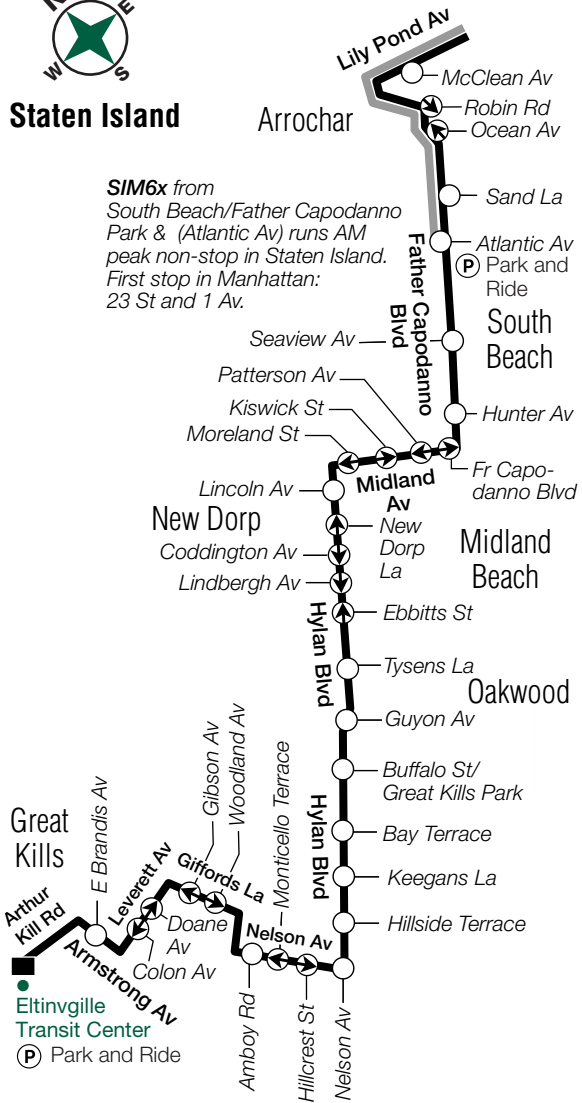 N
E
W
S
Staten Island
Lily Pond Av
McClean Av
Robin Rd
Ocean Av
Arrochar
SIM6x from
South Beach/Father Capodanno
Park & (Atlantic Av) runs AM
peak non-stop in Staten Island.
First stop in Manhattan:
23 St and 1 Av.
Sand La
Atlantic Av
P Park and
Ride
Father Capodanno
Blvd
South
Beach
Seaview Av
Patterson Av
Kiswick St
Moreland St
Hunter Av
Fr Capo-
danno Blvd
Midland
Av
Lincoln Av
New Dorp
New
Dorp
La
Midland
Beach
Coddington Av
Lindbergh Av
Ebbitts St
Hylan Blvd
Tysens La
Oakwood
Guyon Av
Buffalo St/
Great Kills Park
Hylan Blvd
Bay Terrace
Keegans La
Hillside Terrace
Nelson Av
Hillcrest St
Monticello Terrace
Nelson Av
Amboy Rd
Woodland Av
Gibson Av
Giffords La
Leverett Av
Doane
Av
Colon Av
E Brandis Av
Great
Kills
Armstrong Av
Arthur
Kill Rd
Eltinvgille
Transit Center
P Park and Ride